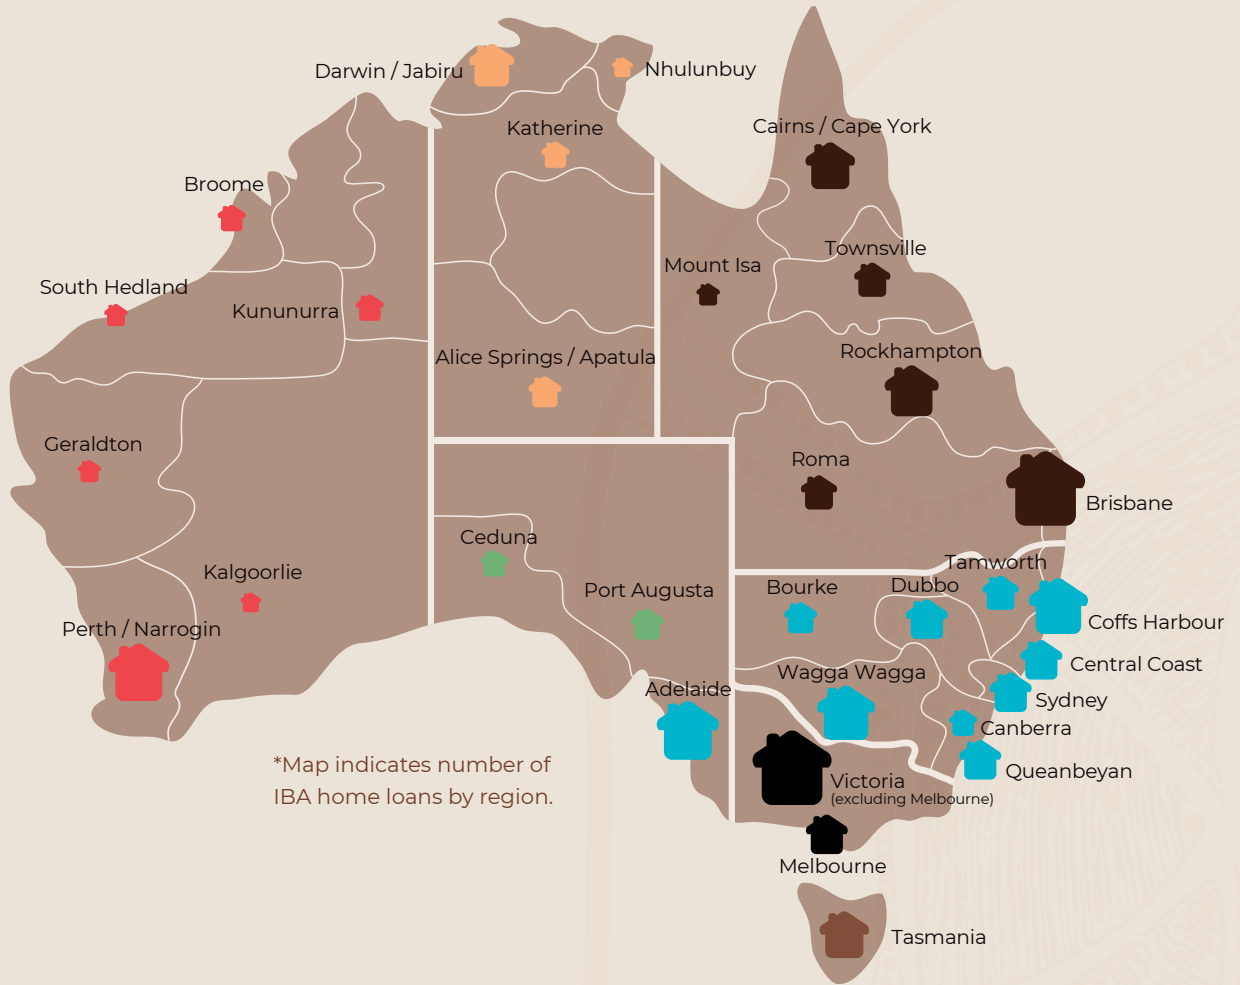 Darwin / Jabiru
Nhulunbuy
Katherine
Cairns / Cape York
Broome
Townsville
Mount Isa
South Hedland
Kununurra
Alice Springs / Apatula
Rockhampton
Geraldton
Roma
Brisbane
Ceduna
Tamworth
Kalgoorlie
Port Augusta
Bourke
Dubbo
Coffs Harbour
Perth / Narrogin
Central Coast
Wagga Wagga
Adelaide
Sydney
Canberra
*Map indicates number of
IBA home loans by region.
Queanbeyan
Victoria
(excluding Melbourne)
Melbourne
Tasmania